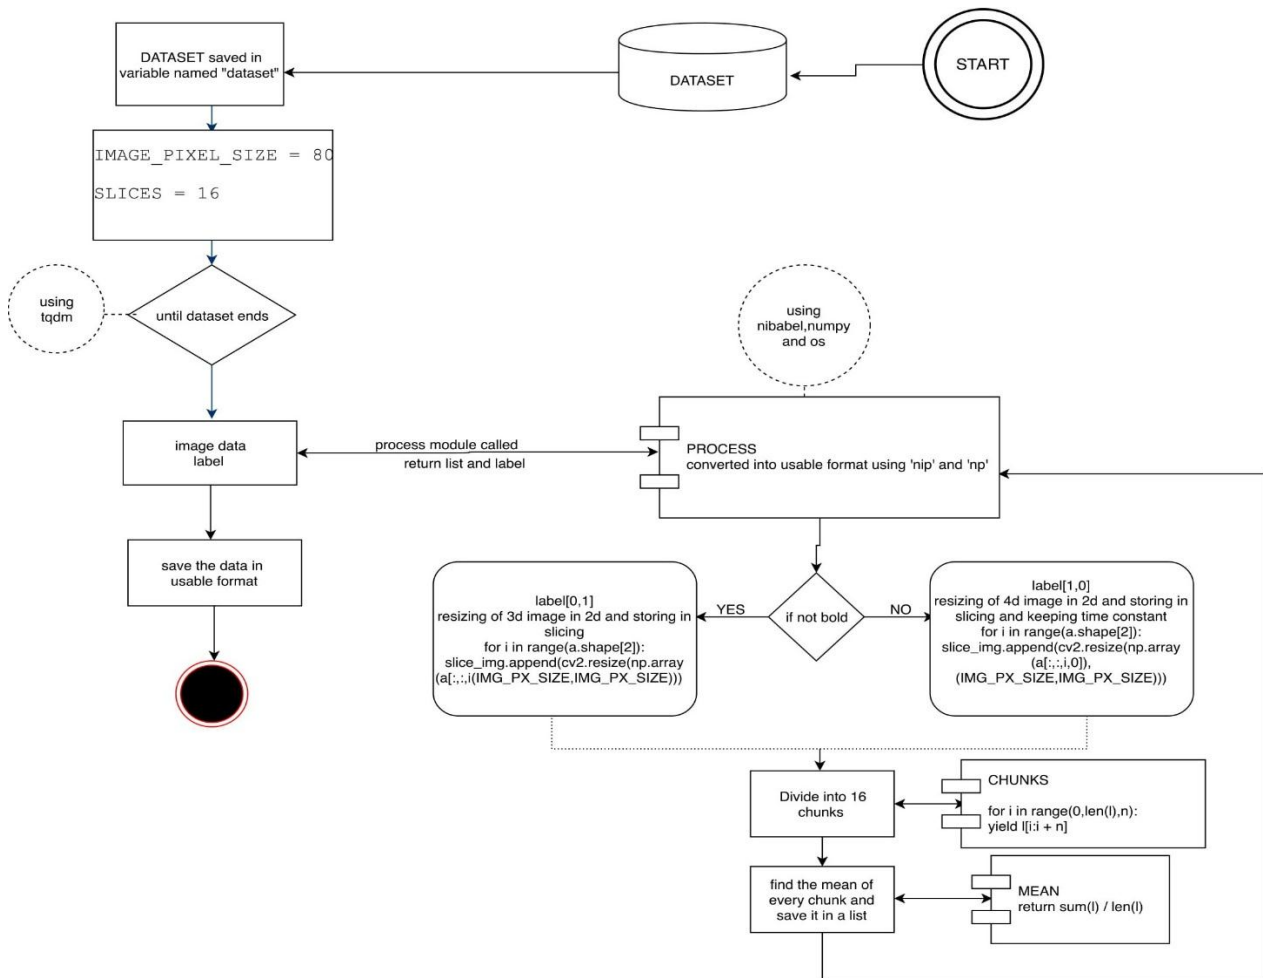 START
DATASET
DATASET saved in
variable named "dataset"
IMAGE_PIXEL_SIZE = 80
SLICES = 16
using
tqdm
until dataset ends
image data
label
process module called
return list and label
save the data in
usable format
using
nibabel,numpy
and os
PROCESS
converted into usable format using 'nip' and 'np'
if not bold
YES
NO
label[0,1]
resizing of 3d image in 2d and storing in
slicing
for i in range(a.shape[2]):
slice_img.append(cv2.resize(np.array
(a[:,:,i(IMG_PX_SIZE,IMG_PX_SIZE)))
label[1,0]
resizing of 4d image in 2d and storing in
slicing and keeping time constant
for i in range(a.shape[2]):
slice_img.append(cv2.resize(np.array
(a[:,:,i,0]),
(IMG_PX_SIZE,IMG_PX_SIZE)))
Divide into 16
chunks
CHUNKS
for i in range(0,len(l),n):
yield l[i:i + n]
find the mean of
every chunk and
save it in a list
MEAN
return sum(l) / len(l)